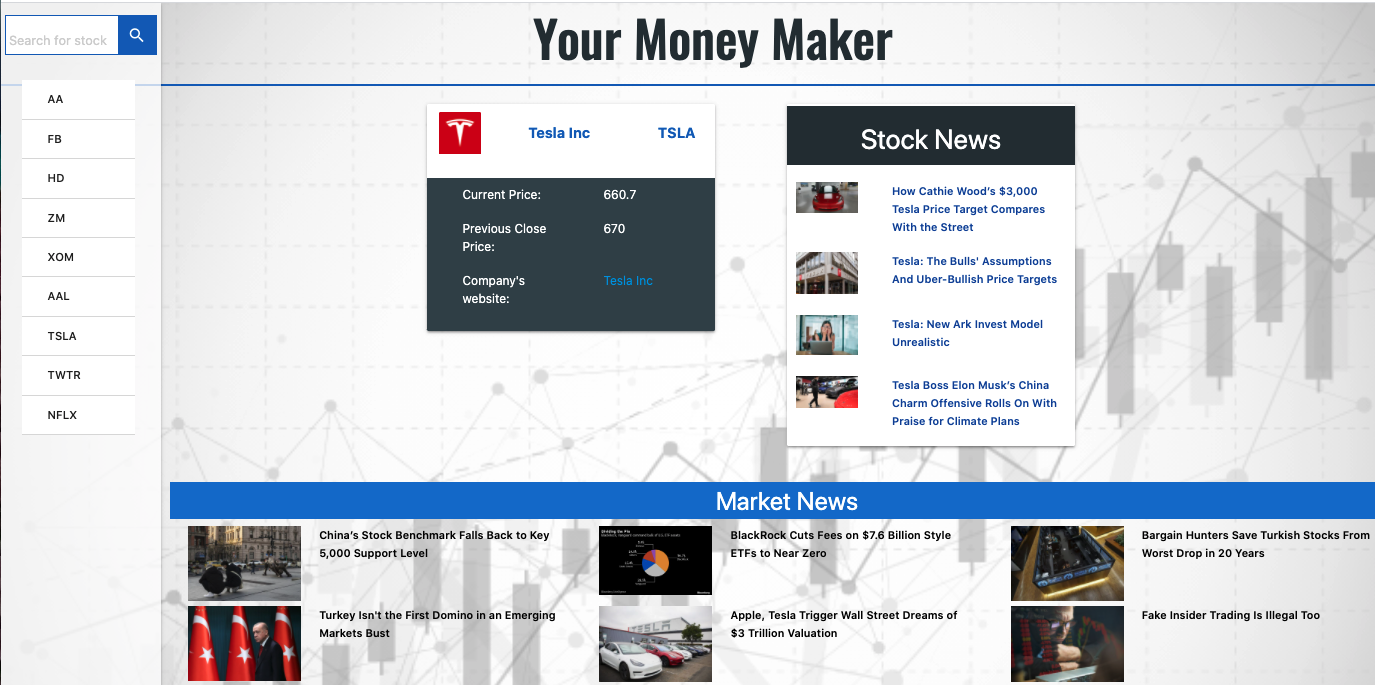 Search for stock
Your Money Maker
AA
FB
HD
ZM
XOM
AAL
TSLA
TWTR
NFLX
Tesla Inc
TSLA
Current Price:
660.7
Previous Close
Price:
670
Company's
website:
Tesla Inc
Stock News
How Cathie Wood’s $3,000
Tesla Price Target Compares
With the Street
Tesla: The Bulls' Assumptions
And Uber-Bullish Price Targets
Tesla: New Ark Invest Model
Unrealistic
Tesla Boss Elon Musk’s China
Charm Offensive Rolls On With
Praise for Climate Plans
Market News
China’s Stock Benchmark Falls Back to Key
5,000 Support Level
BlackRock Cuts Fees on $7.6 Billion Style
ETFs to Near Zero
Bargain Hunters Save Turkish Stocks From
Worst Drop in 20 Years
Turkey Isn't the First Domino in an Emerging
Markets Bust
Apple, Tesla Trigger Wall Street Dreams of
$3 Trillion Valuation
Fake Insider Trading Is Illegal Too